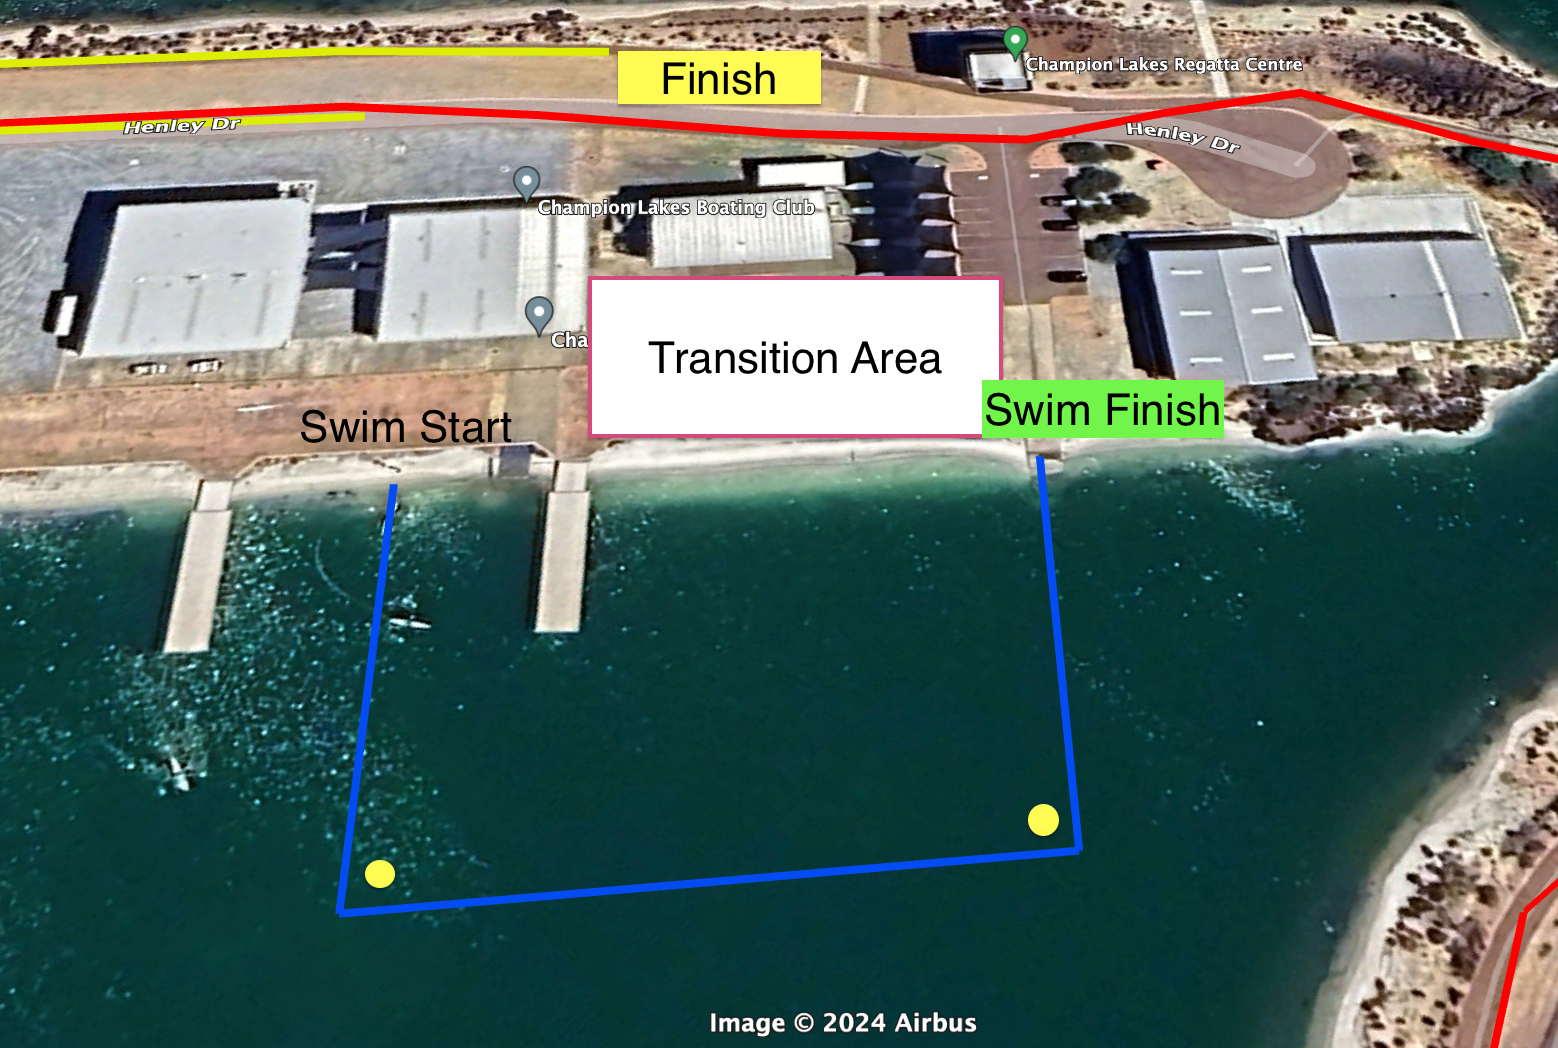 Finish
Champion Lakes Regatta Centre
Henley Dr
Henley Dr
Champion Lakes Boating Club
Cha
Transition Area
Swim Finish
Swim Start
Image © 2024 Airbus